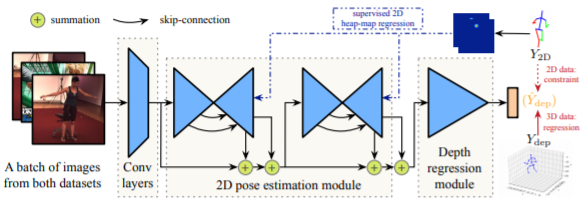 summation
skip-connection
supervised 2D
heap-map regression
Y2D
2D data:
constraint
(Ŷdep)
3D data:
regression
Ydep
A batch of images
from both datasets
Conv
layers
2D pose estimation module
Depth
regression
module